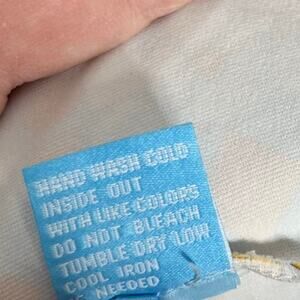 HAND WASH COLD
INSIDE OUT
WITH LIKE COLORS
DO NOT BLEACH
TUMBLE DRY LOW
COOL IRON
NEEDED